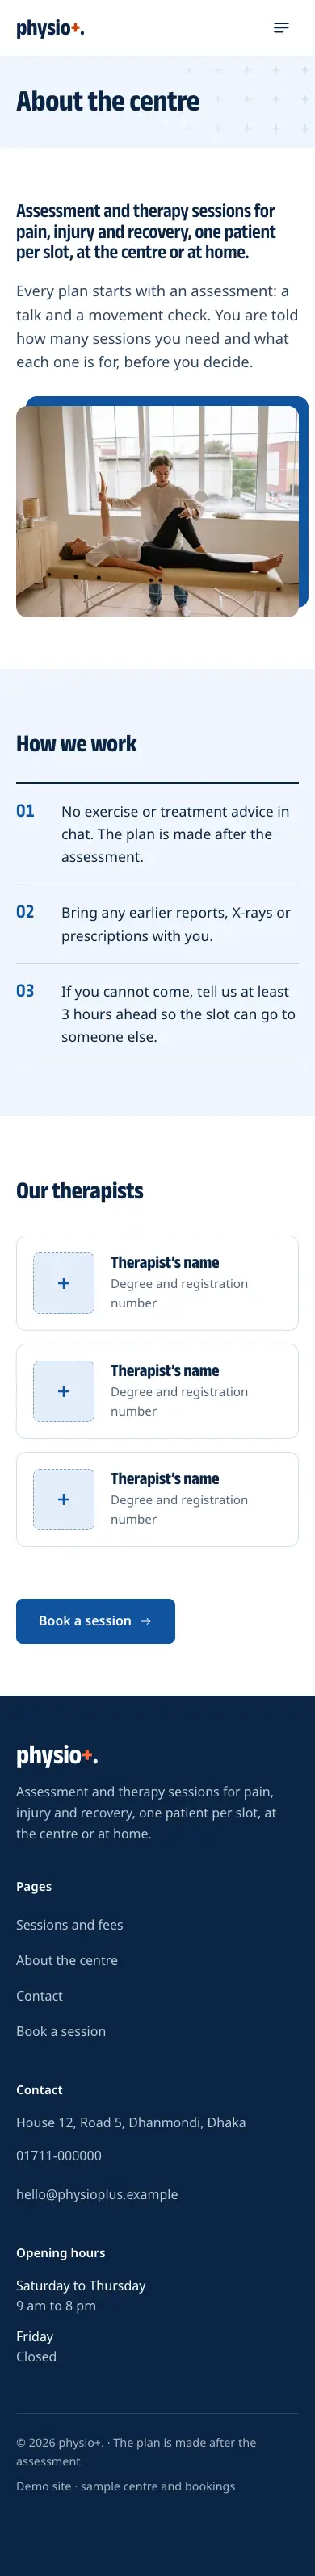 physio+.
About the centre
Assessment and therapy sessions for
pain, injury and recovery, one patient
per slot, at the centre or at home.
Every plan starts with an assessment: a
talk and a movement check. You are told
how many sessions you need and what
each one is for, before you decide.
How we work
01
No exercise or treatment advice in
chat. The plan is made after the
assessment.
02
Bring any earlier reports, X-rays or
prescriptions with you.
03
If you cannot come, tell us at least
3 hours ahead so the slot can go to
someone else.
Our therapists
+
Therapist’s name
Degree and registration
number
+
Therapist’s name
Degree and registration
number
+
Therapist’s name
Degree and registration
number
Book a session →
physio+.
Assessment and therapy sessions for pain,
injury and recovery, one patient per slot, at
the centre or at home.
Pages
Sessions and fees
About the centre
Contact
Book a session
Contact
House 12, Road 5, Dhanmondi, Dhaka
01711-000000
hello@physioplus.example
Opening hours
Saturday to Thursday
9 am to 8 pm
Friday
Closed
© 2026 physio+. · The plan is made after the
assessment.
Demo site · sample centre and bookings